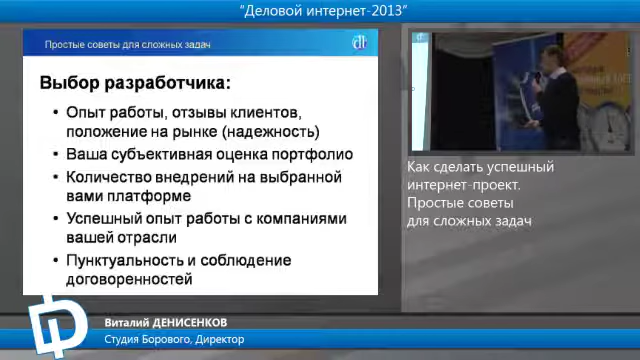 "Деловой интернет-2013"
Простые советы для сложных задач
Выбор разработчика:
• Опыт работы, отзывы клиентов,
положение на рынке (надежность)
• Ваша субъективная оценка портфолио
• Количество внедрений на выбранной
вами платформе
• Успешный опыт работы с компаниями
вашей отрасли
• Пунктуальность и соблюдение
договоренностей
Как сделать успешный
интернет-проект.
Простые советы
для сложных задач
Виталий ДЕНИСЕНКОВ
Студия Борового, Директор